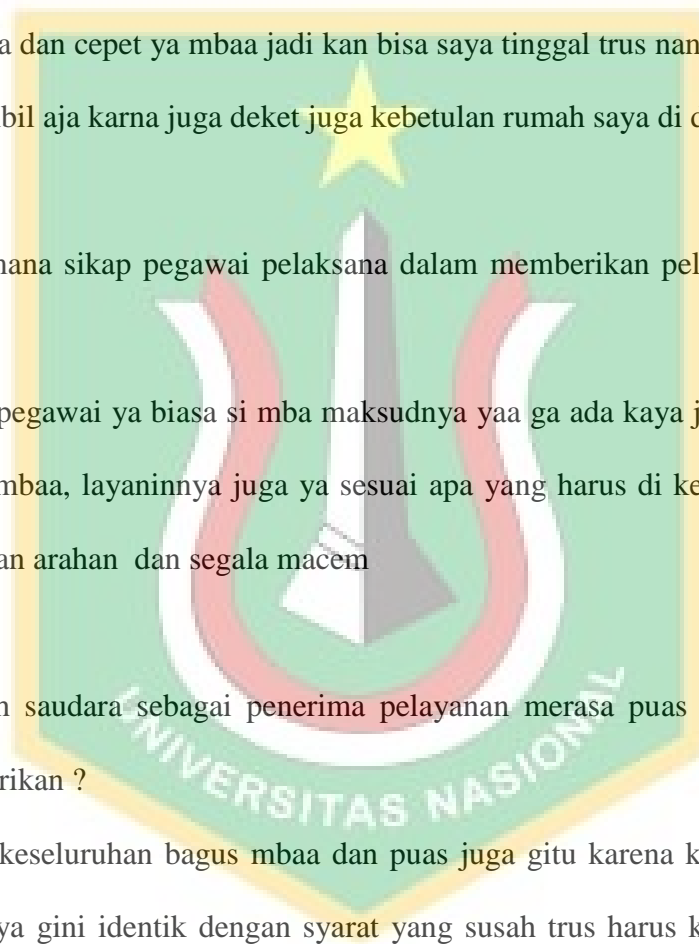 a dan cepet ya mbaa jadi kan bisa saya tinggal trus nan
bil aja karna juga deket juga kebetulan rumah saya di
mana sikap pegawai pelaksana dalam memberikan pel
pegawai ya biasa si mba maksudnya yaa ga ada kaya j
mbaa, layaninnya juga ya sesuai apa yang harus di ke
an arahan dan segala macem
saudara sebagai penerima pelayanan merasa puas
rikan ?
keseluruhan bagus mbaa dan puas juga gitu karena k
ya gini identik dengan syarat yang susah trus harus k
UNIVERSITAS NASIONAL